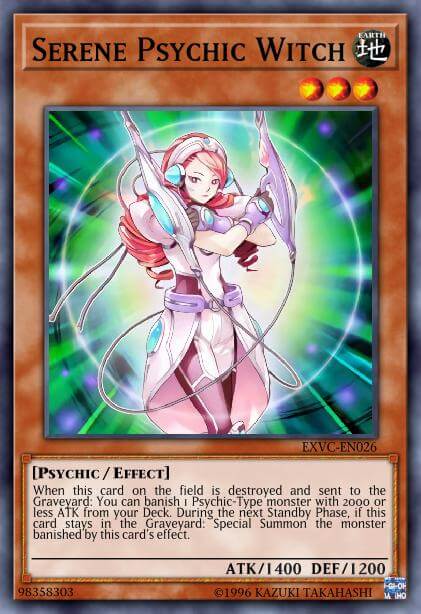 Serene Psychic Witch
EARTH
地
EXVC-EN026
[Psychic / Effect]
When this card on the field is destroyed and sent to the
Graveyard: You can banish 1 Psychic-Type monster with 2000 or
less ATK from your Deck. During the next Standby Phase, if this
card stays in the Graveyard: Special Summon the monster
banished by this card's effect.
ATK/1400 DEF/1200
98358303
©1996 KAZUKI TAKAHASHI